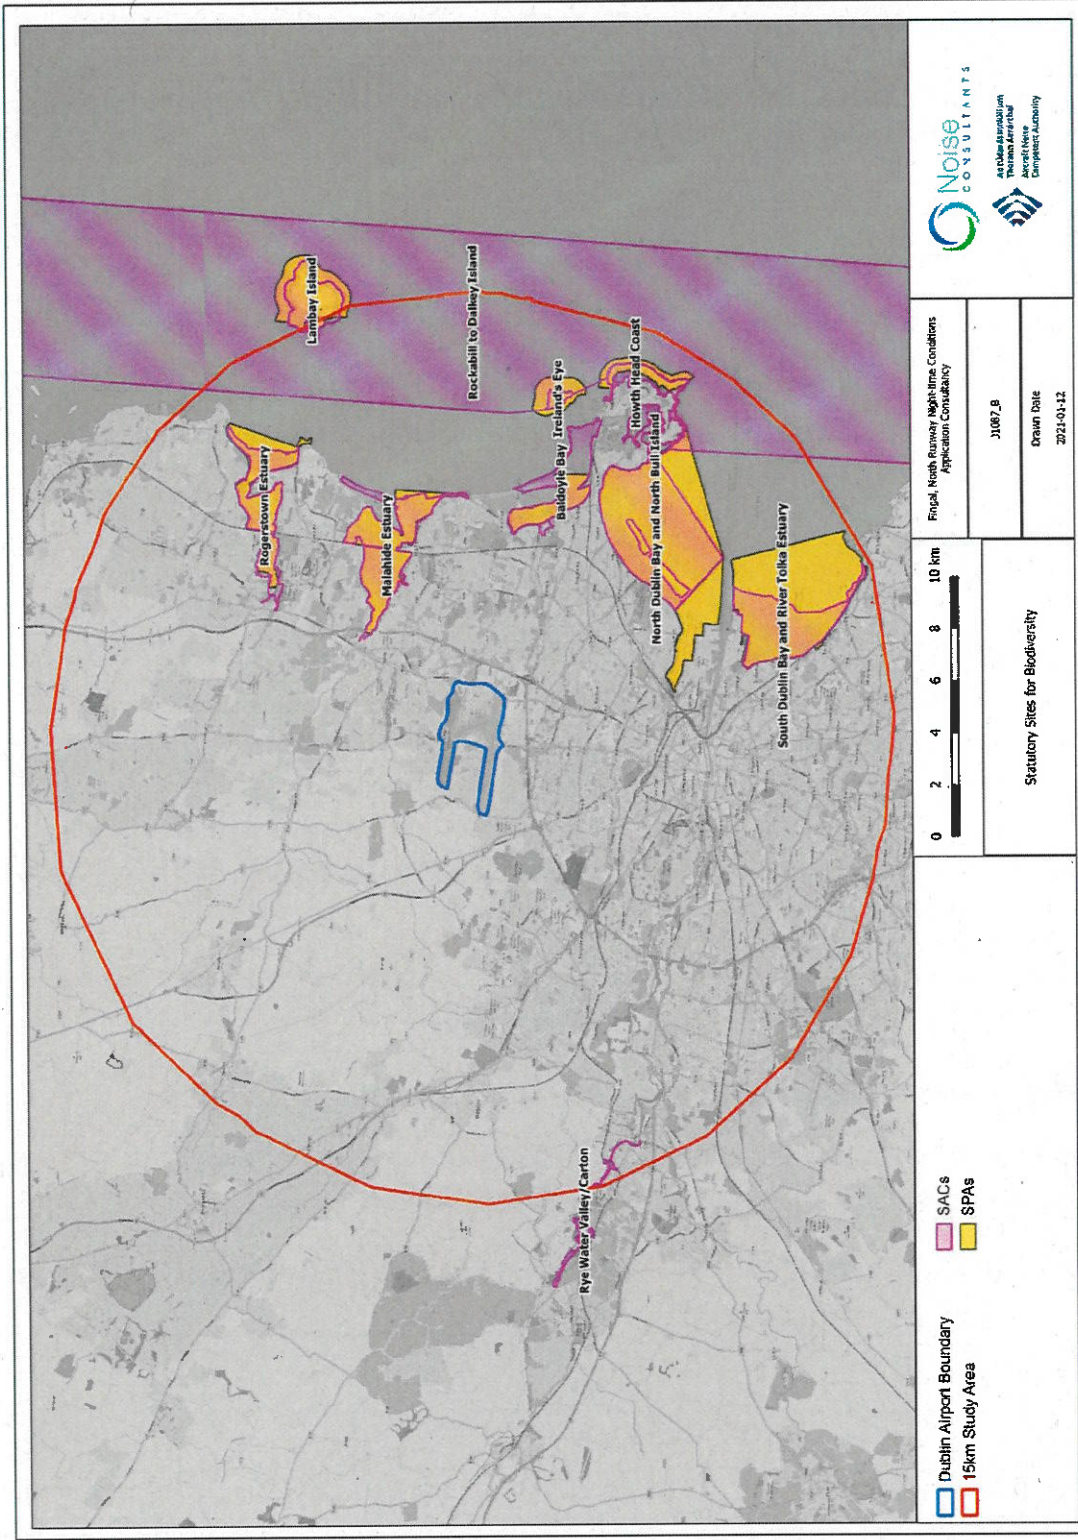 Lambay Island
Rockabill to Dalkey Island
Rogerstown Estuary
Malahide Estuary
Ireland's Eye
Baldoyle Bay
Howth Head Coast
North Dublin Bay and North Bull Island
South Dublin Bay and River Tolka Estuary
Rye Water Valley/Carton
Dublin Airport Boundary
15km Study Area
SACs
SPAs
0 2 4 6 8 10 km
Statutory Sites for Biodiversity
Fingal, North Runway Night-time Conditions
Application Consultancy
J1087_B
Drawn Date
2021-01-12
Noise
CONSULTANTS
Aircraft Noise
Competent Authority